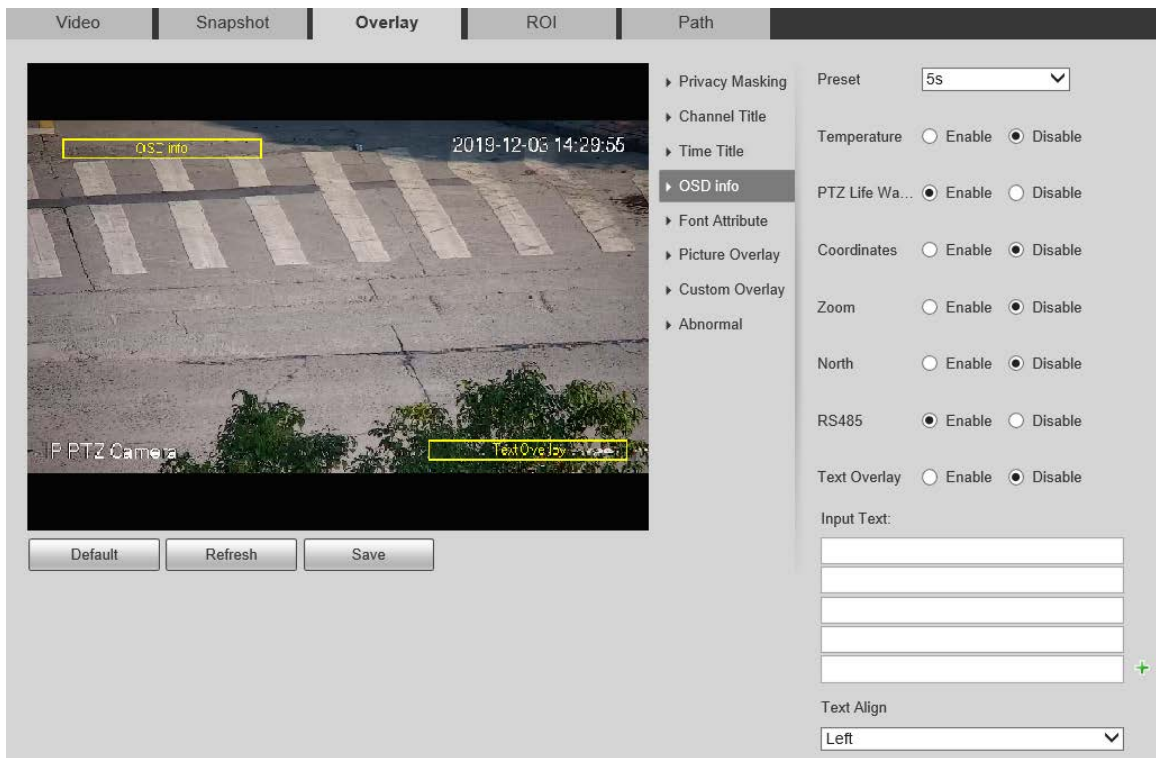 Video Snapshot Overlay ROI Path
OSD info
2019-12-03 14:29:55
IP PTZ Camera
Text Overlay
Default Refresh Save
Privacy Masking
Channel Title
Time Title
OSD info
Font Attribute
Picture Overlay
Custom Overlay
Abnormal
Preset 5s
Temperature Enable Disable
PTZ Life Wa... Enable Disable
Coordinates Enable Disable
Zoom Enable Disable
North Enable Disable
RS485 Enable Disable
Text Overlay Enable Disable
Input Text:
Text Align
Left